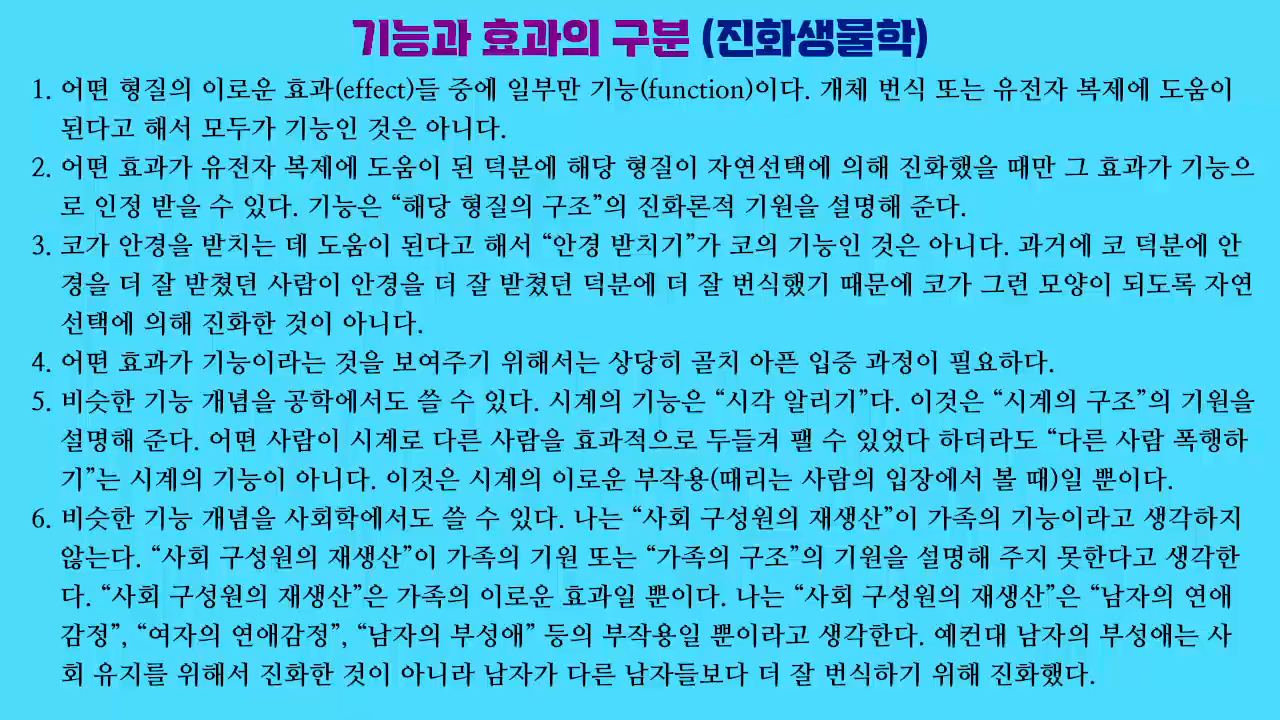 기능과 효과의 구분 (진화생물학)
1. 어떤 형질의 이로운 효과(effect)들 중에 일부만 기능(function)이다. 개체 번식 또는 유전자 복제에 도움이
된다고 해서 모두가 기능인 것은 아니다.
2. 어떤 효과가 유전자 복제에 도움이 된 덕분에 해당 형질이 자연선택에 의해 진화했을 때만 그 효과가 기능으
로 인정 받을 수 있다. 기능은 “해당 형질의 구조”의 진화론적 기원을 설명해 준다.
3. 코가 안경을 받치는 데 도움이 된다고 해서 “안경 받치기”가 코의 기능인 것은 아니다. 과거에 코 덕분에 안
경을 더 잘 받쳤던 사람이 안경을 더 잘 받쳤던 덕분에 더 잘 번식했기 때문에 코가 그런 모양이 되도록 자연
선택에 의해 진화한 것이 아니다.
4. 어떤 효과가 기능이라는 것을 보여주기 위해서는 상당히 골치 아픈 입증 과정이 필요하다.
5. 비슷한 기능 개념을 공학에서도 쓸 수 있다. 시계의 기능은 “시각 알리기”다. 이것은 “시계의 구조”의 기원을
설명해 준다. 어떤 사람이 시계로 다른 사람을 효과적으로 두들겨 팰 수 있었다 하더라도 “다른 사람 폭행하
기”는 시계의 기능이 아니다. 이것은 시계의 이로운 부작용(때리는 사람의 입장에서 볼 때)일 뿐이다.
6. 비슷한 기능 개념을 사회학에서도 쓸 수 있다. 나는 “사회 구성원의 재생산”이 가족의 기능이라고 생각하지
않는다. “사회 구성원의 재생산”이 가족의 기원 또는 “가족의 구조”의 기원을 설명해 주지 못한다고 생각한
다. “사회 구성원의 재생산”은 가족의 이로운 효과일 뿐이다. 나는 “사회 구성원의 재생산”은 “남자의 연애
감정”, “여자의 연애감정”, “남자의 부성애” 등의 부작용일 뿐이라고 생각한다. 예컨대 남자의 부성애는 사
회 유지를 위해서 진화한 것이 아니라 남자가 다른 남자들보다 더 잘 번식하기 위해 진화했다.